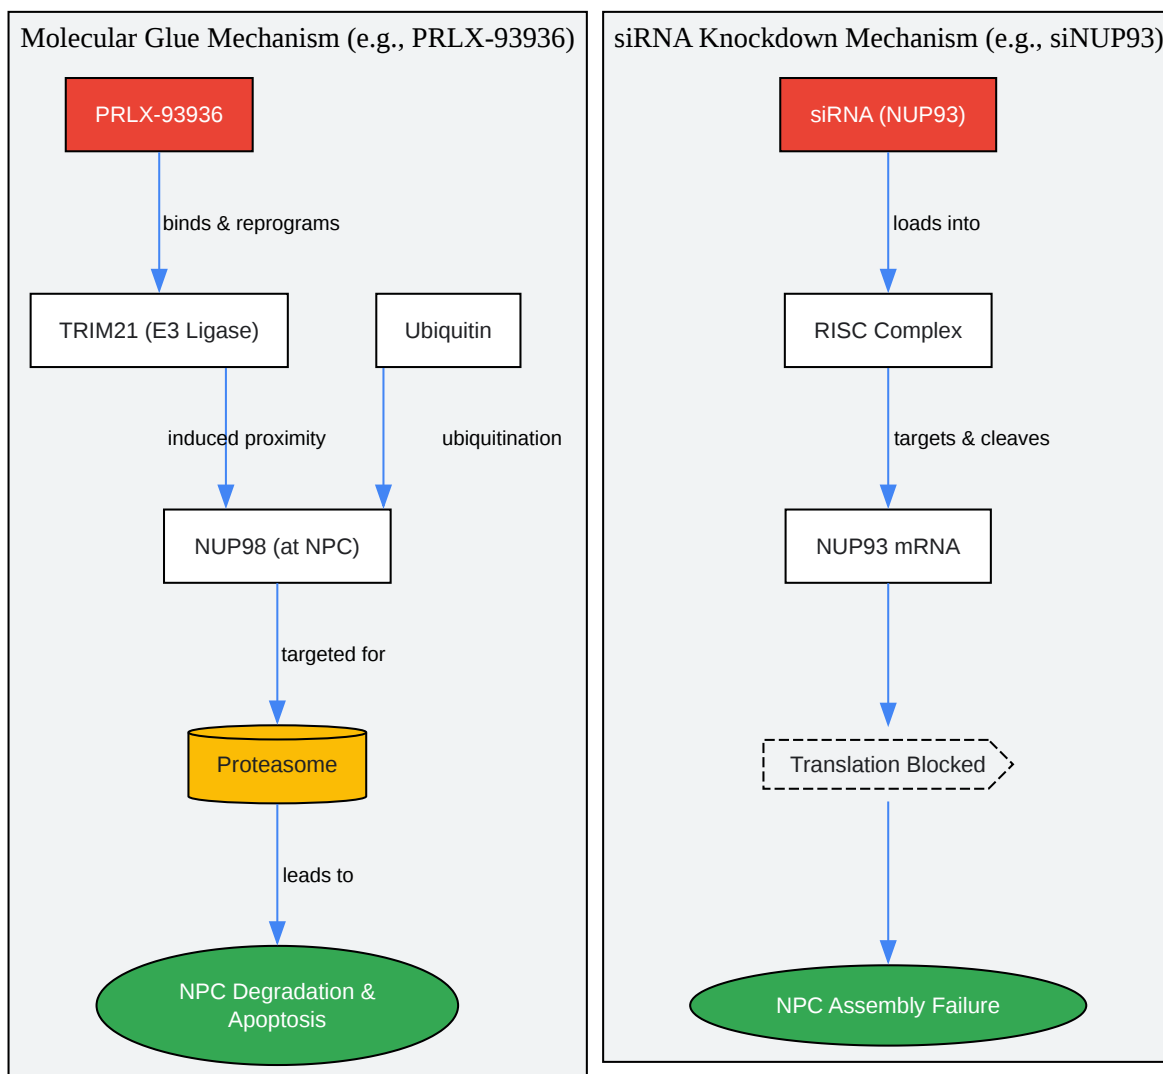 Molecular Glue Mechanism (e.g., PRLX-93936)
PRLX-93936
binds & reprograms
TRIM21 (E3 Ligase)
Ubiquitin
induced proximity
ubiquitination
NUP98 (at NPC)
targeted for
Proteasome
leads to
NPC Degradation &
Apoptosis
siRNA Knockdown Mechanism (e.g., siNUP93)
siRNA (NUP93)
loads into
RISC Complex
targets & cleaves
NUP93 mRNA
Translation Blocked
NPC Assembly Failure